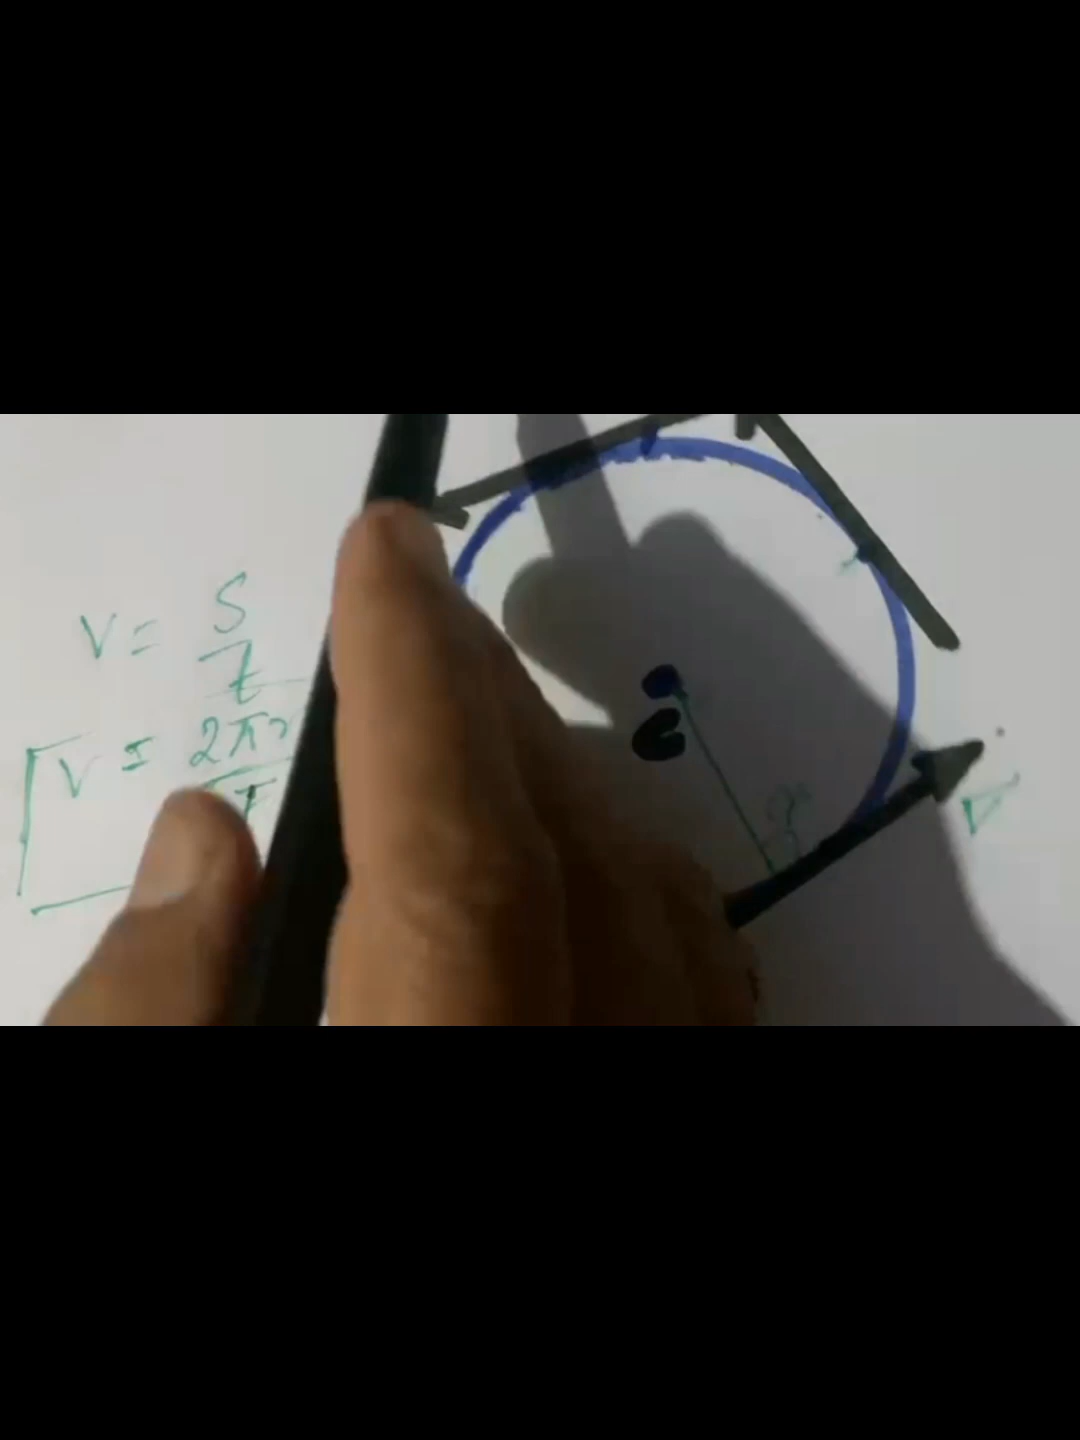 V = S/t
V = 2πr/T
C
r
V